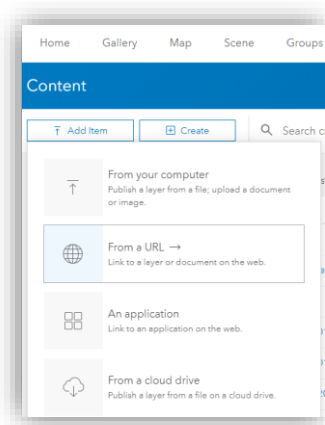 Home Gallery Map Scene Groups
Content
Add Item Create Search
From your computer
Publish a layer from a file; upload a document
or image.
From a URL →
Link to a layer or document on the web.
An application
Link to an application on the web.
From a cloud drive
Publish a layer from a file on a cloud drive.